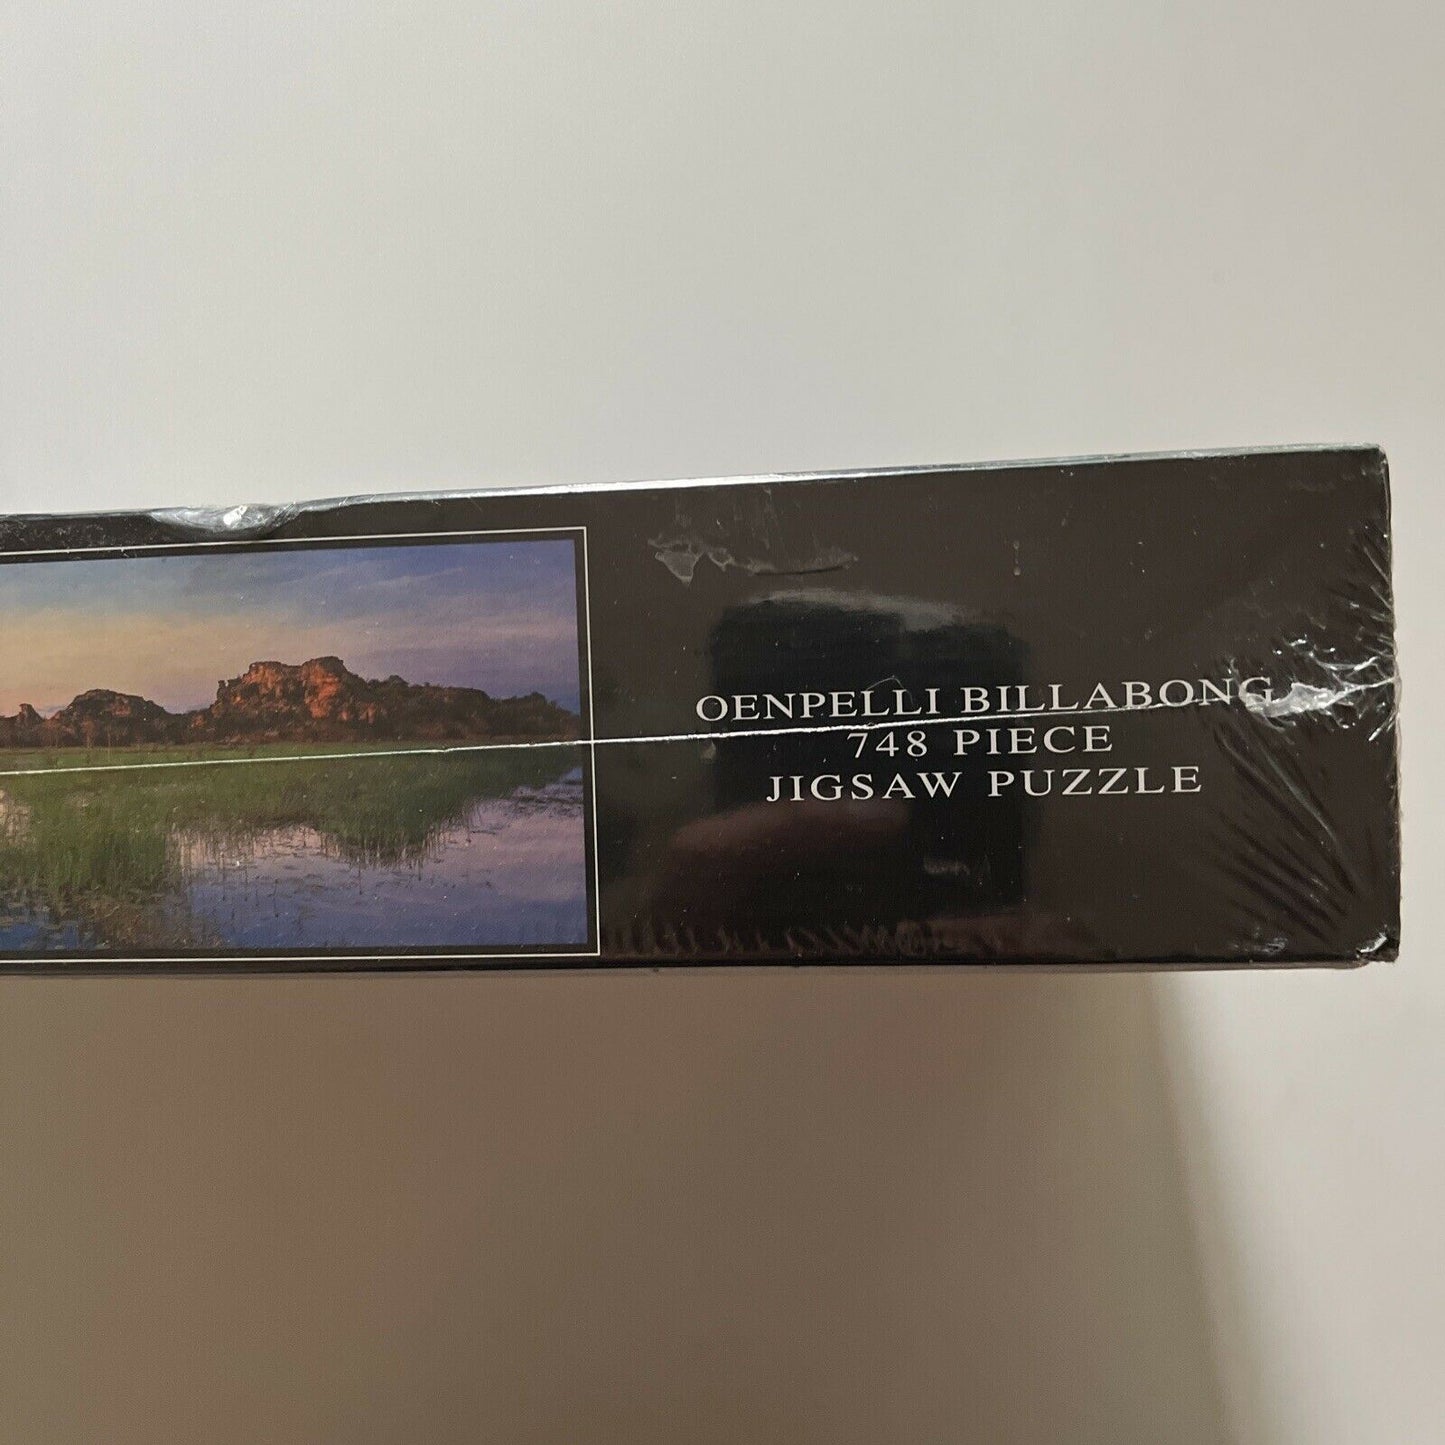 OENPELLI BILLABONG
748 PIECE
JIGSAW PUZZLE